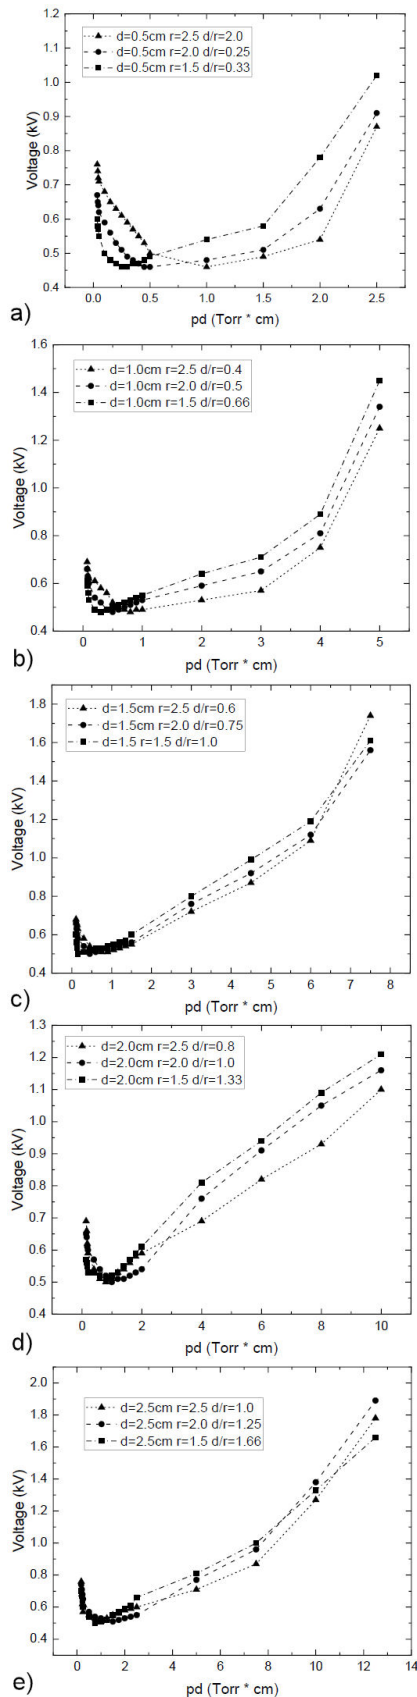 d=0.5cm r=2.5 d/r=2.0
d=0.5cm r=2.0 d/r=0.25
d=0.5cm r=1.5 d/r=0.33
1.2
1.1
1.0
0.9
0.8
0.7
0.6
0.5
0.4
Voltage (kV)
0.0 0.5 1.0 1.5 2.0 2.5
pd (Torr * cm)
a)
d=1.0cm r=2.5 d/r=0.4
d=1.0cm r=2.0 d/r=0.5
d=1.0cm r=1.5 d/r=0.66
1.6
1.4
1.2
1.0
0.8
0.6
0.4
Voltage (kV)
0 1 2 3 4 5
pd (Torr * cm)
b)
d=1.5cm r=2.5 d/r=0.6
d=1.5cm r=2.0 d/r=0.75
d=1.5 r=1.5 d/r=1.0
1.8
1.6
1.4
1.2
1.0
0.8
0.6
0.4
Voltage (kV)
0 1 2 3 4 5 6 7 8
pd (Torr * cm)
c)
d=2.0cm r=2.5 d/r=0.8
d=2.0cm r=2.0 d/r=1.0
d=2.0cm r=1.5 d/r=1.33
1.3
1.2
1.1
1.0
0.9
0.8
0.7
0.6
0.5
0.4
Voltage (kV)
0 2 4 6 8 10
pd (Torr * cm)
d)
d=2.5cm r=2.5 d/r=1.0
d=2.5cm r=2.0 d/r=1.25
d=2.5cm r=1.5 d/r=1.66
2.0
1.8
1.6
1.4
1.2
1.0
0.8
0.6
0.4
Voltage (kV)
0 2 4 6 8 10 12 14
pd (Torr * cm)
e)